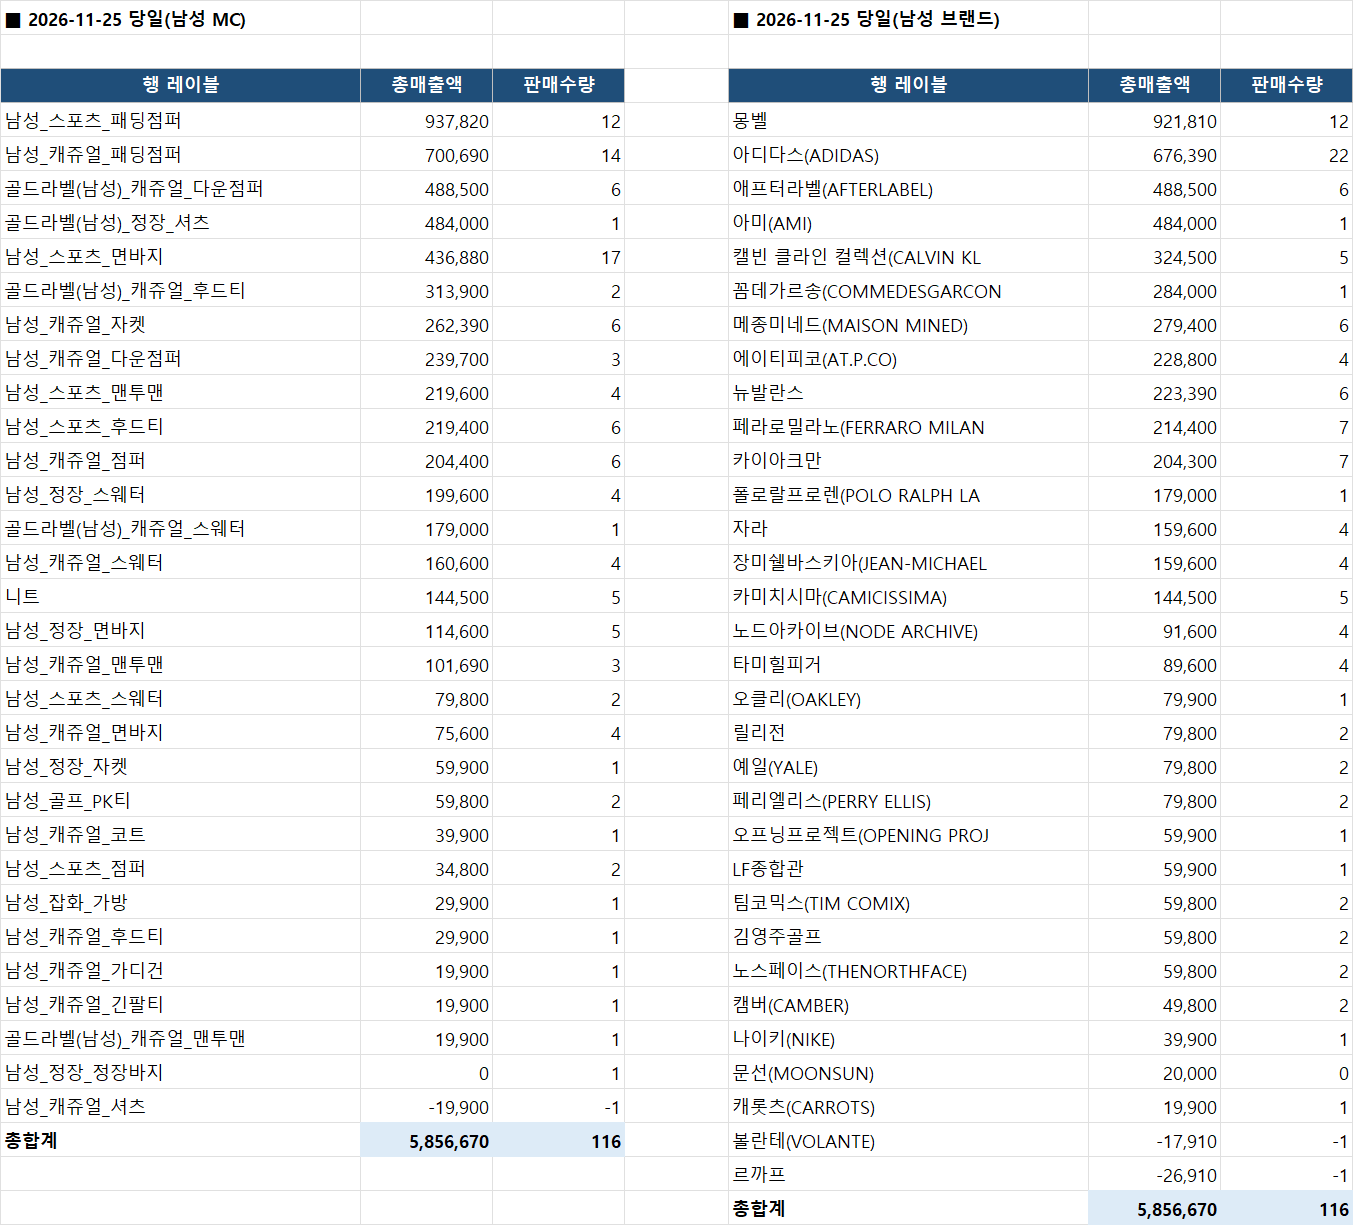 ■ 2026-11-25 당일(남성 MC)
행 레이블 총매출액 판매수량
남성_스포츠_패딩점퍼 937,820 12
남성_캐쥬얼_패딩점퍼 700,690 14
골드라벨(남성)_캐쥬얼_다운점퍼 488,500 6
골드라벨(남성)_정장_셔츠 484,000 1
남성_스포츠_면바지 436,880 17
골드라벨(남성)_캐쥬얼_후드티 313,900 2
남성_캐쥬얼_자켓 262,390 6
남성_캐쥬얼_다운점퍼 239,700 3
남성_스포츠_맨투맨 219,600 4
남성_스포츠_후드티 219,400 6
남성_캐쥬얼_점퍼 204,400 6
남성_정장_스웨터 199,600 4
골드라벨(남성)_캐쥬얼_스웨터 179,000 1
남성_캐쥬얼_스웨터 160,600 4
니트 144,500 5
남성_정장_면바지 114,600 5
남성_캐쥬얼_맨투맨 101,690 3
남성_스포츠_스웨터 79,800 2
남성_캐쥬얼_면바지 75,600 4
남성_정장_자켓 59,900 1
남성_골프_PK티 59,800 2
남성_캐쥬얼_코트 39,900 1
남성_스포츠_점퍼 34,800 2
남성_잡화_가방 29,900 1
남성_캐쥬얼_후드티 29,900 1
남성_캐쥬얼_가디건 19,900 1
남성_캐쥬얼_긴팔티 19,900 1
골드라벨(남성)_캐쥬얼_맨투맨 19,900 1
남성_정장_정장바지 0 1
남성_캐쥬얼_셔츠 -19,900 -1
총합계 5,856,670 116
■ 2026-11-25 당일(남성 브랜드)
행 레이블 총매출액 판매수량
몽벨 921,810 12
아디다스(ADIDAS) 676,390 22
애프터라벨(AFTERLABEL) 488,500 6
아미(AMI) 484,000 1
캘빈 클라인 컬렉션(CALVIN KL 324,500 5
꼼데가르송(COMMEDESGARCON 284,000 1
메종미네드(MAISON MINED) 279,400 6
에이티피코(AT.P.CO) 228,800 4
뉴발란스 223,390 6
페라로밀라노(FERRARO MILAN 214,400 7
카이아크만 204,300 7
폴로랄프로렌(POLO RALPH LA 179,000 1
자라 159,600 4
장미쉘바스키아(JEAN-MICHAEL 159,600 4
카미치시마(CAMICISSIMA) 144,500 5
노드아카이브(NODE ARCHIVE) 91,600 4
타미힐피거 89,600 4
오클리(OAKLEY) 79,900 1
릴리전 79,800 2
예일(YALE) 79,800 2
페리엘리스(PERRY ELLIS) 79,800 2
오프닝프로젝트(OPENING PROJ 59,900 1
LF종합관 59,900 1
팀코믹스(TIM COMIX) 59,800 2
김영주골프 59,800 2
노스페이스(THENORTHFACE) 59,800 2
캠버(CAMBER) 49,800 2
나이키(NIKE) 39,900 1
문선(MOONSUN) 20,000 0
캐롯츠(CARROTS) 19,900 1
볼란테(VOLANTE) -17,910 -1
르까프 -26,910 -1
총합계 5,856,670 116